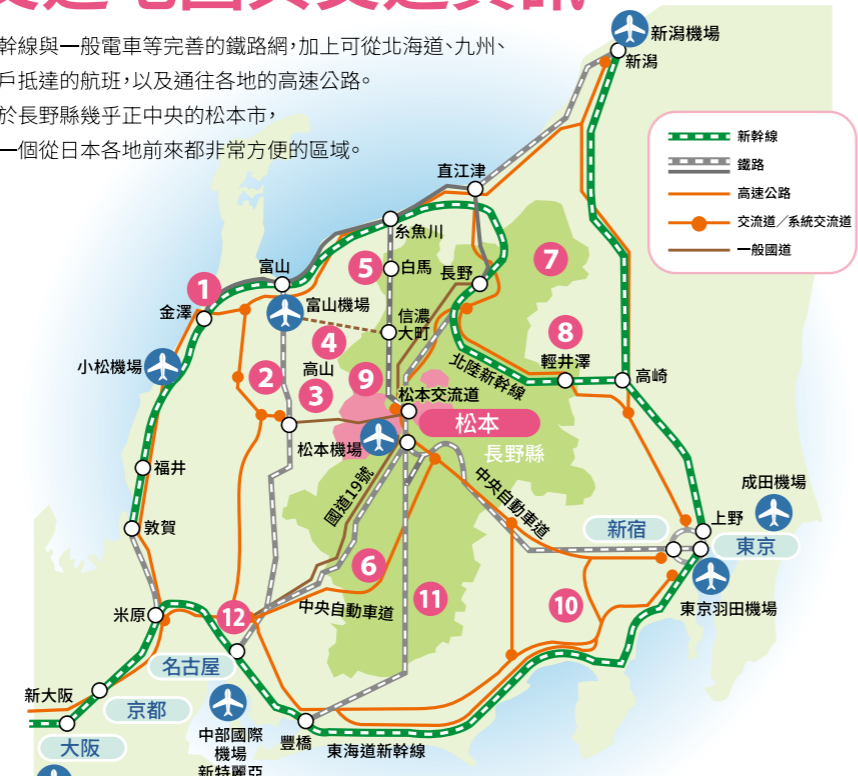 幹線與一般電車等完善的鐵路網，加上可從北海道、九州、
戶抵達的航班，以及通往各地的高速公路。
於長野縣幾乎正中央的松本市，
一個從日本各地前來都非常方便的區域。
新潟機場
新潟
新幹線
鐵路
高速公路
交流道／系統交流道
一般國道
直江津
糸魚川
7
5
白馬
長野
富山
1
金澤
富山機場
信濃
大町
4
8
輕井澤
小松機場
2
高山
3
9
北陸新幹線
高崎
松本交流道
松本
松本機場
長野縣
福井
國道19號
中央自動車道
成田機場
敦賀
新宿
上野
東京
6
東京羽田機場
米原
12
中央自動車道
11
10
名古屋
新大阪
京都
中部國際
機場
新特麗亞
豐橋
東海道新幹線
大阪